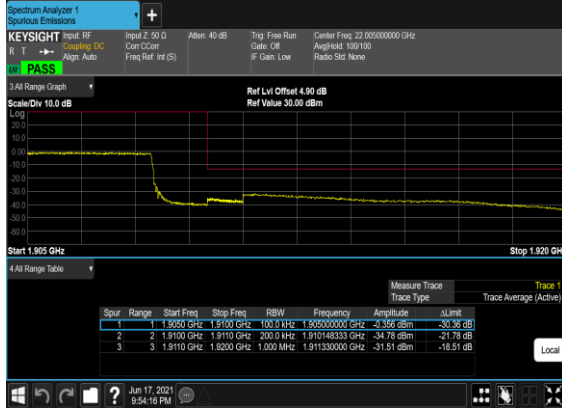 Spectrum Analyzer 1
Spurious Emissions
KEYSIGHT Input: RF Input Z: 50 Ω Atten: 40 dB Trig: Free Run Center Freq: 22.005000000 GHz
R T Coupling: DC Corr CCorr Gate: Off Avg|Hold: 100/100
Align: Auto Freq Ref: Int (S) IF Gain: Low Radio Std: None
PASS
3 All Range Graph Ref Lvl Offset 4.90 dB
Scale/Div 10.0 dB Ref Value 30.00 dBm
Log
20.0
10.0
0.00
-10.0
-20.0
-30.0
-40.0
-50.0
-60.0
Start 1.905 GHz Stop 1.920 GH
4 All Range Table
Measure Trace Trace 1
Trace Type Trace Average (Active)
Spur Range Start Freq Stop Freq RBW Frequency Amplitude ΔLimit
1 1 1.9050 GHz 1.9100 GHz 100.0 kHz 1.905000000 GHz -0.356 dBm -30.36 dB
2 2 1.9100 GHz 1.9110 GHz 200.0 kHz 1.910148333 GHz -34.78 dBm -21.78 dB
3 3 1.9110 GHz 1.9200 GHz 1.000 MHz 1.911330000 GHz -31.51 dBm -18.51 dB
Local
Jun 17, 2021
9:54:16 PM